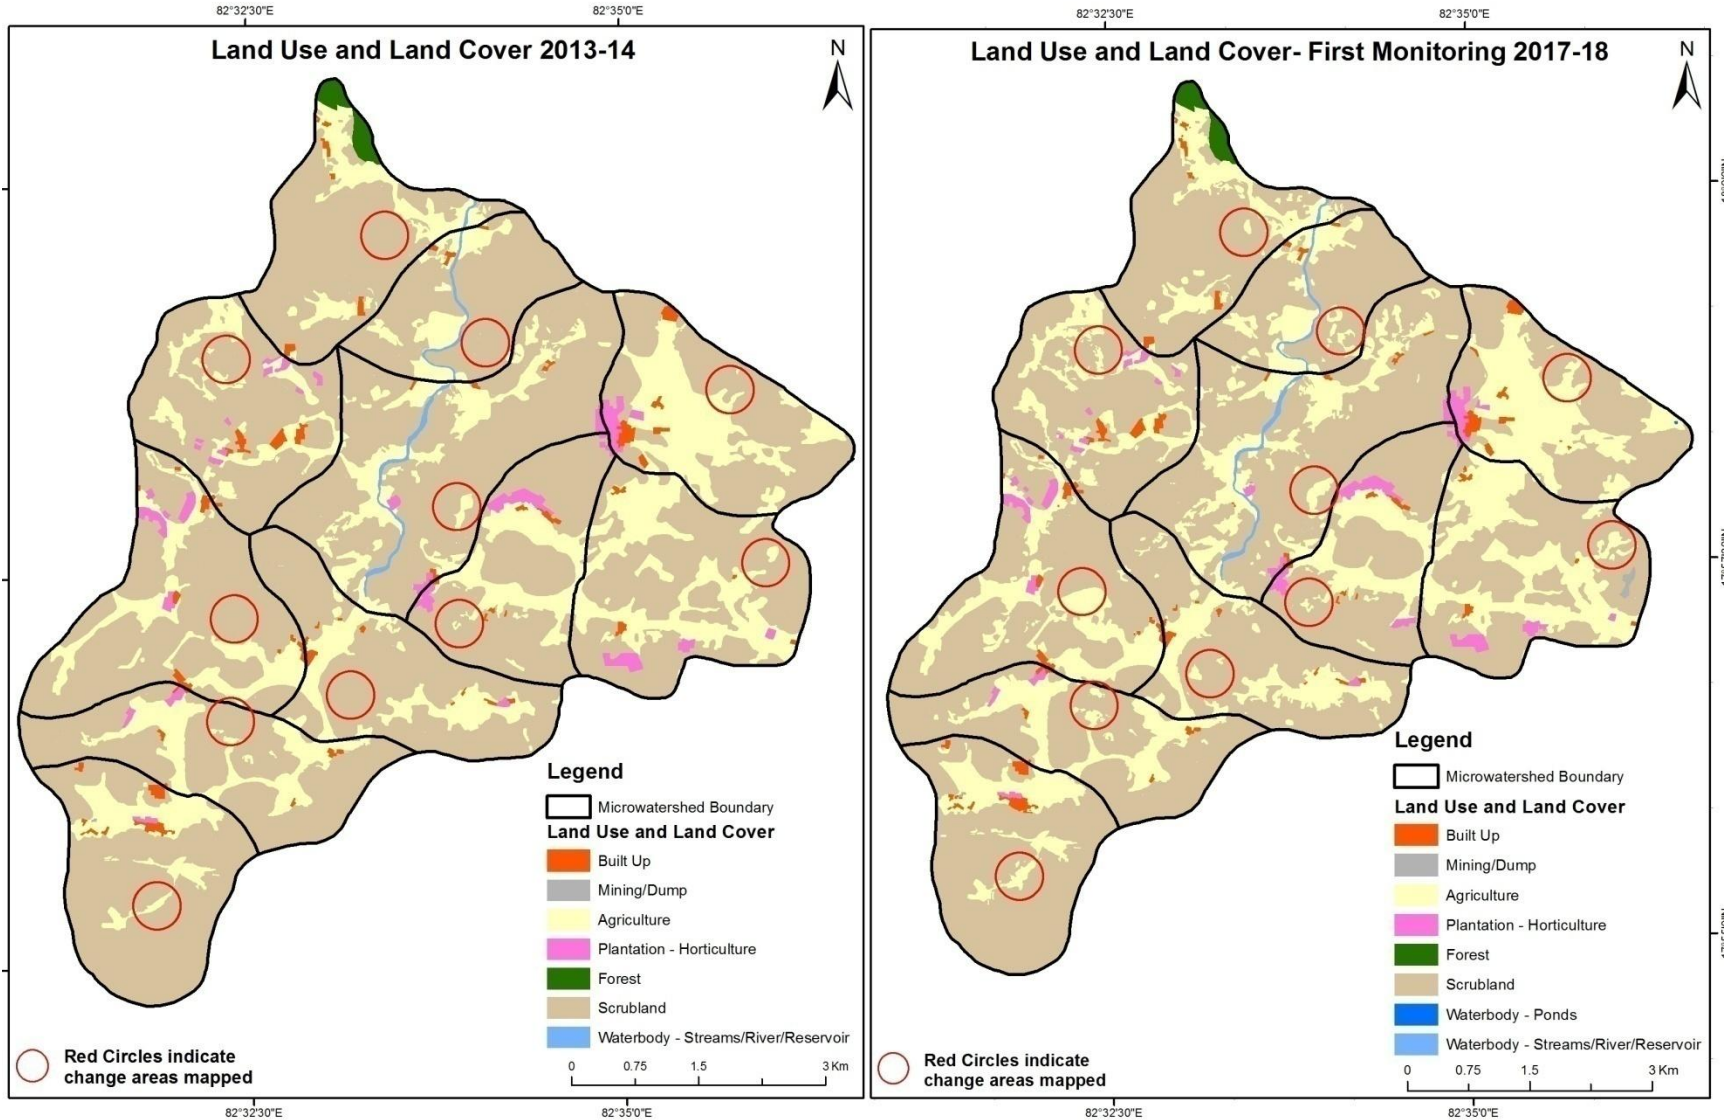 82°32'30"E
82°35'0"E
Land Use and Land Cover 2013-14
N
Legend
Microwatershed Boundary
Land Use and Land Cover
Built Up
Mining/Dump
Agriculture
Plantation - Horticulture
Forest
Scrubland
Waterbody - Streams/River/Reservoir
Red Circles indicate
change areas mapped
0 0.75 1.5 3 Km
82°32'30"E
82°35'0"E
82°32'30"E
82°35'0"E
Land Use and Land Cover- First Monitoring 2017-18
N
Legend
Microwatershed Boundary
Land Use and Land Cover
Built Up
Mining/Dump
Agriculture
Plantation - Horticulture
Forest
Scrubland
Waterbody - Ponds
Waterbody - Streams/River/Reservoir
Red Circles indicate
change areas mapped
0 0.75 1.5 3 Km
82°32'30"E
82°35'0"E